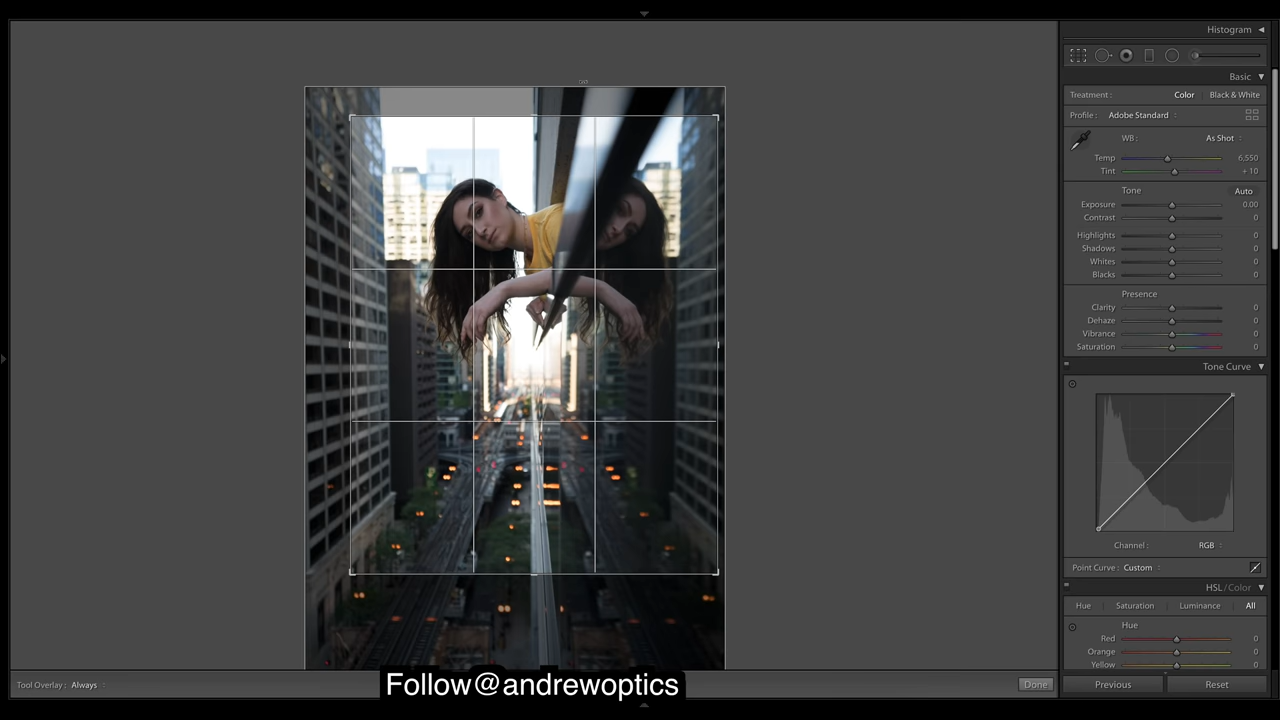 Histogram
Basic
Treatment : Color Black & White
Profile : Adobe Standard
WB : As Shot
Temp 6,550
Tint + 10
Tone Auto
Exposure 0.00
Contrast 0
Highlights 0
Shadows 0
Whites 0
Blacks 0
Presence
Clarity 0
Dehaze 0
Vibrance 0
Saturation 0
Tone Curve
Channel : RGB
Point Curve : Custom
HSL / Color
Hue Saturation Luminance All
Hue
Red 0
Orange 0
Yellow 0
Tool Overlay : Always Done Previous Reset
Follow@andrewoptics